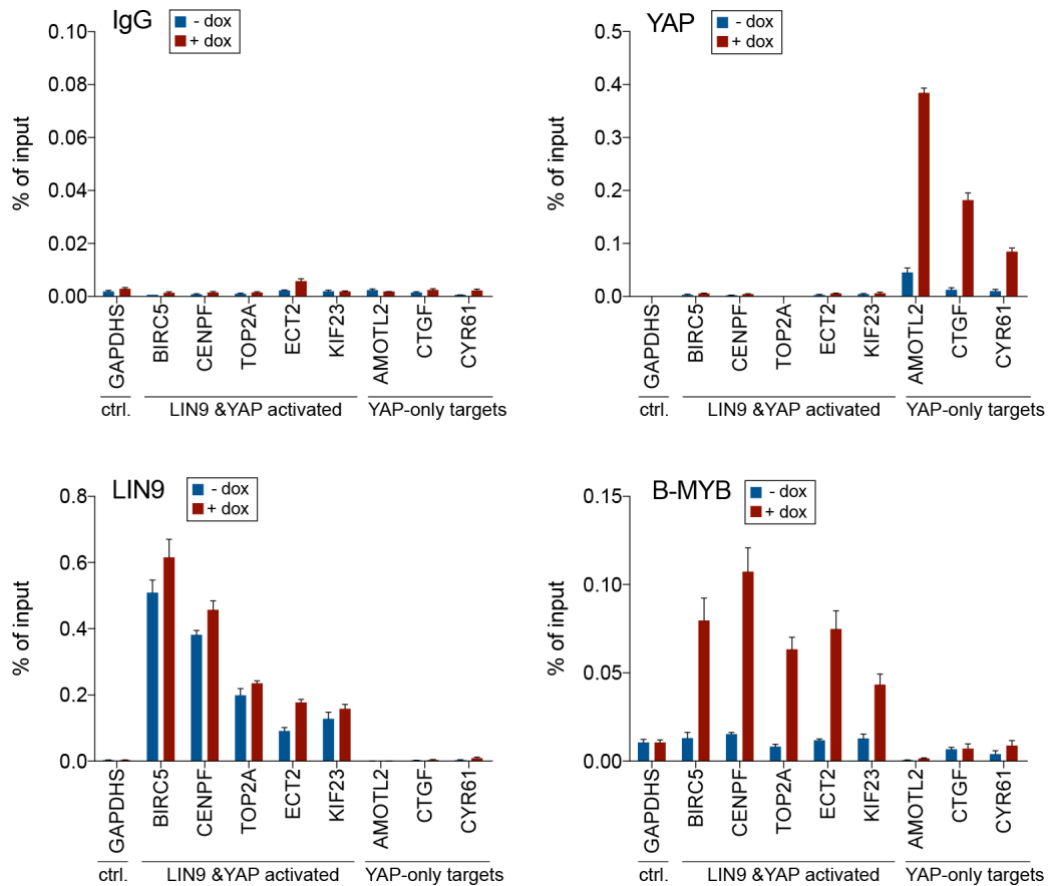 IgG
- dox
+ dox
% of input
0.10
0.08
0.06
0.04
0.02
0.00
GAPDHS
BIRC5
CENPF
TOP2A
ECT2
KIF23
AMOTL2
CTGF
CYR61
ctrl.
LIN9 &YAP activated
YAP-only targets
YAP
- dox
+ dox
% of input
0.5
0.4
0.3
0.2
0.1
0.0
GAPDHS
BIRC5
CENPF
TOP2A
ECT2
KIF23
AMOTL2
CTGF
CYR61
ctrl.
LIN9 &YAP activated
YAP-only targets
LIN9
- dox
+ dox
% of input
0.8
0.6
0.4
0.2
0.0
GAPDHS
BIRC5
CENPF
TOP2A
ECT2
KIF23
AMOTL2
CTGF
CYR61
ctrl.
LIN9 &YAP activated
YAP-only targets
B-MYB
- dox
+ dox
% of input
0.15
0.10
0.05
0.00
GAPDHS
BIRC5
CENPF
TOP2A
ECT2
KIF23
AMOTL2
CTGF
CYR61
ctrl.
LIN9 &YAP activated
YAP-only targets